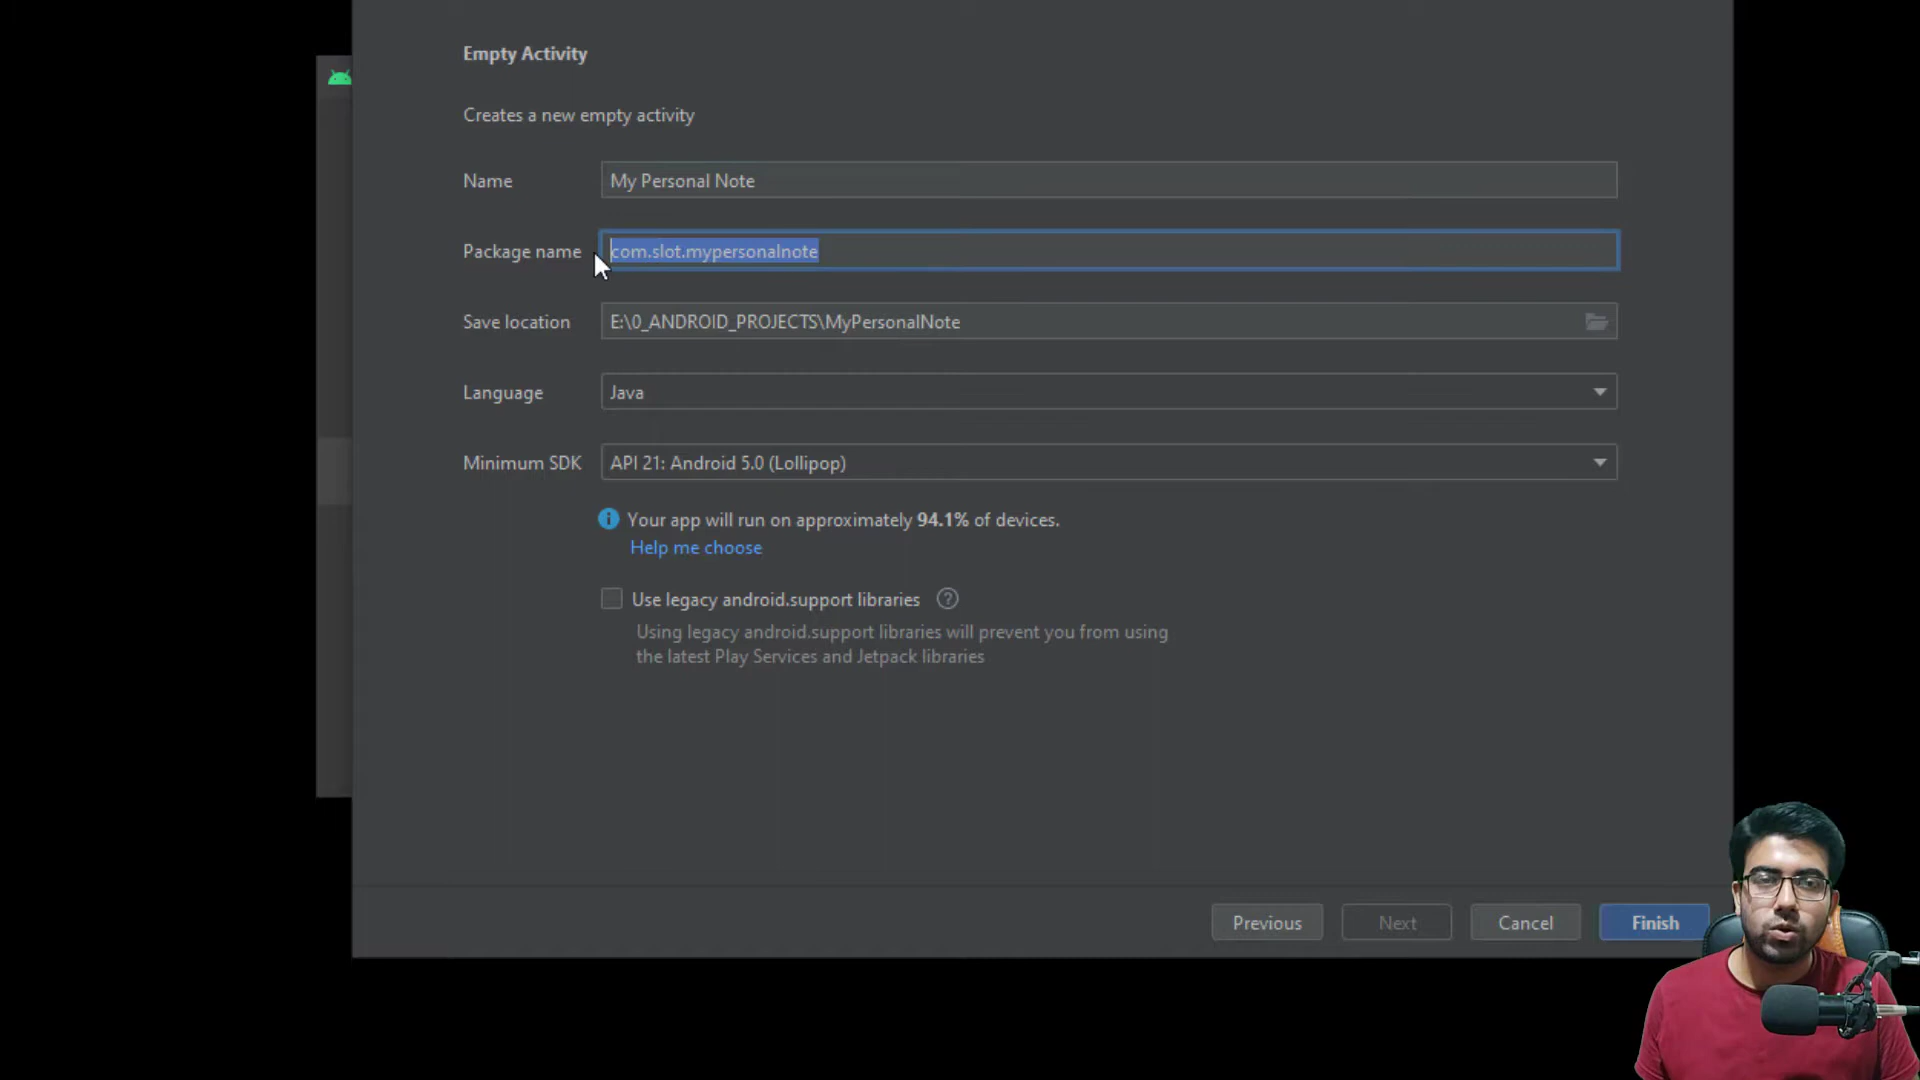 Empty Activity
Creates a new empty activity
Name My Personal Note
Package name com.slot.mypersonalnote
Save location E:\0_ANDROID_PROJECTS\MyPersonalNote
Language Java
Minimum SDK API 21: Android 5.0 (Lollipop)
Your app will run on approximately 94.1% of devices.
Help me choose
Use legacy android.support libraries ?
Using legacy android.support libraries will prevent you from using
the latest Play Services and Jetpack libraries
Previous Next Cancel Finish